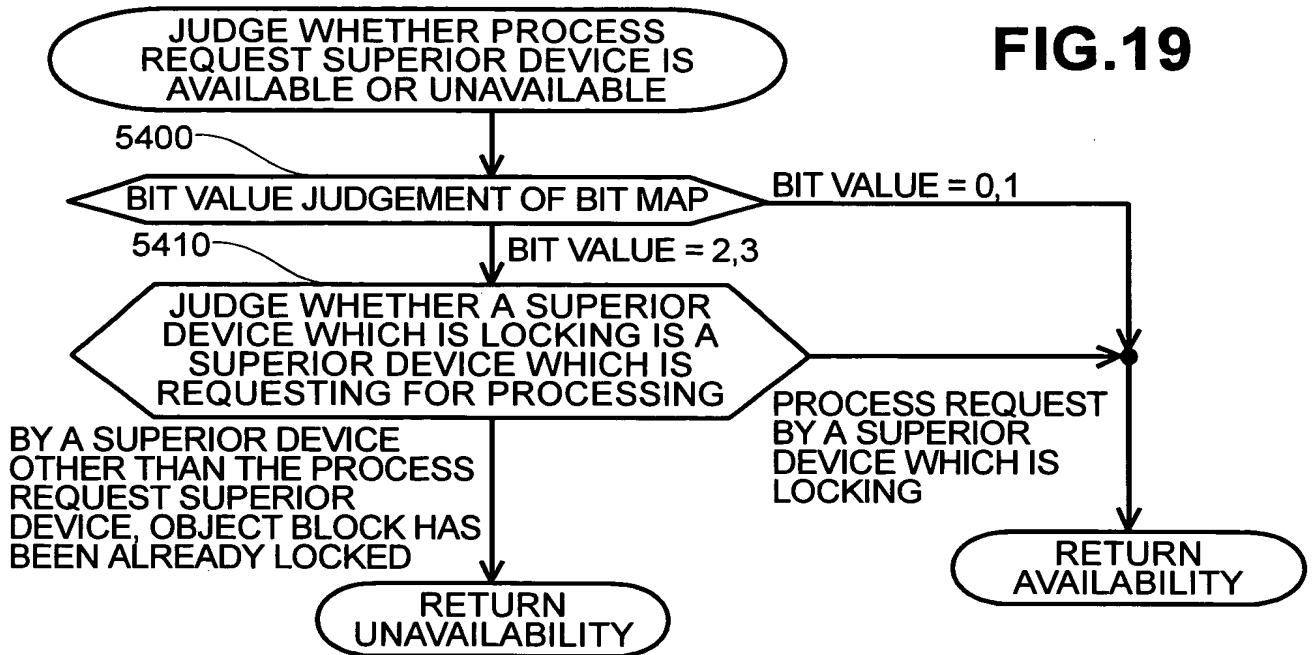 FIG.19
JUDGE WHETHER PROCESS
REQUEST SUPERIOR DEVICE IS
AVAILABLE OR UNAVAILABLE
5400
BIT VALUE JUDGEMENT OF BIT MAP
BIT VALUE = 0,1
5410
BIT VALUE = 2,3
JUDGE WHETHER A SUPERIOR
DEVICE WHICH IS LOCKING IS A
SUPERIOR DEVICE WHICH IS
REQUESTING FOR PROCESSING
BY A SUPERIOR DEVICE
OTHER THAN THE PROCESS
REQUEST SUPERIOR
DEVICE, OBJECT BLOCK HAS
BEEN ALREADY LOCKED
PROCESS REQUEST
BY A SUPERIOR
DEVICE WHICH IS
LOCKING
RETURN
UNAVAILABILITY
RETURN
AVAILABILITY